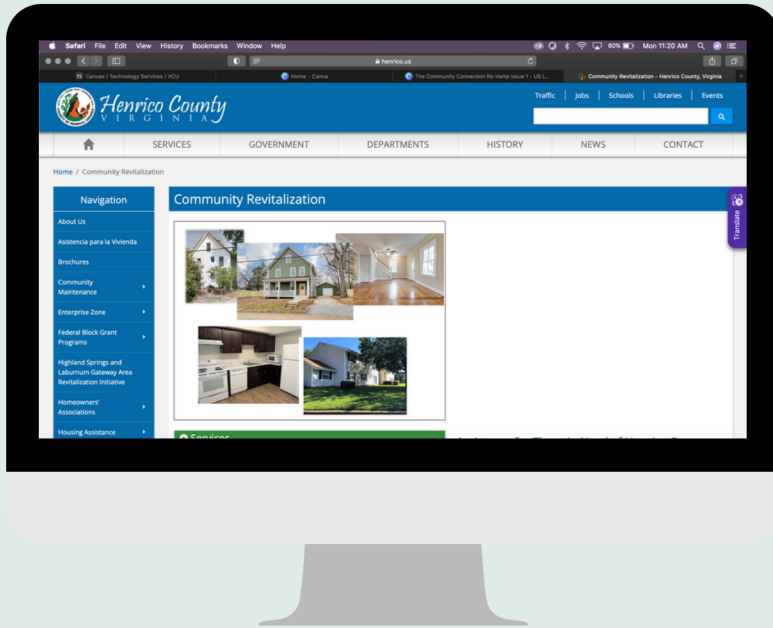 Safari File Edit View History Bookmarks Window Help 60% Mon 11:20 AM
henrico.us
Canvas | Technology Services | VCU
Home - Canva
The Community Connection Re-Vamp Issue 1 - US L...
Community Revitalization - Henrico County, Virginia
Henrico County
VIRGINIA
Traffic | Jobs | Schools | Libraries | Events
SERVICES GOVERNMENT DEPARTMENTS HISTORY NEWS CONTACT
Home / Community Revitalization
Navigation
About Us
Asistencia para la Vivienda
Brochures
Community
Maintenance
Enterprise Zone
Federal Block Grant
Programs
Highland Springs and
Laburnum Gateway Area
Revitalization Initiative
Homeowners'
Associations
Housing Assistance
Community Revitalization
Translate
Services